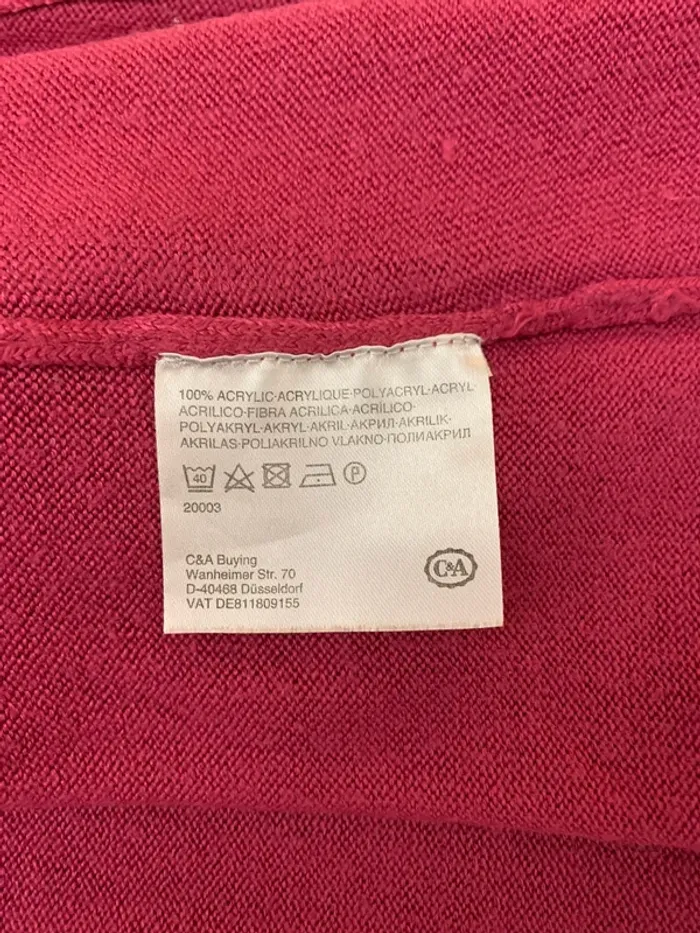 100% ACRYLIC·ACRYLIQUE·POLYACRYL·ACRYL·
ACRILICO·FIBRA ACRILICA·ACRÍLICO·
POLYAKRYL·AKRYL·AKRIL·АКРИЛ·AKRILIK·
AKRILAS·POLIAKRILNO VLAKNO·ПОЛИАКРИЛ
40
P
20003
C&A Buying
Wanheimer Str. 70
D-40468 Düsseldorf
VAT DE811809155
C&A